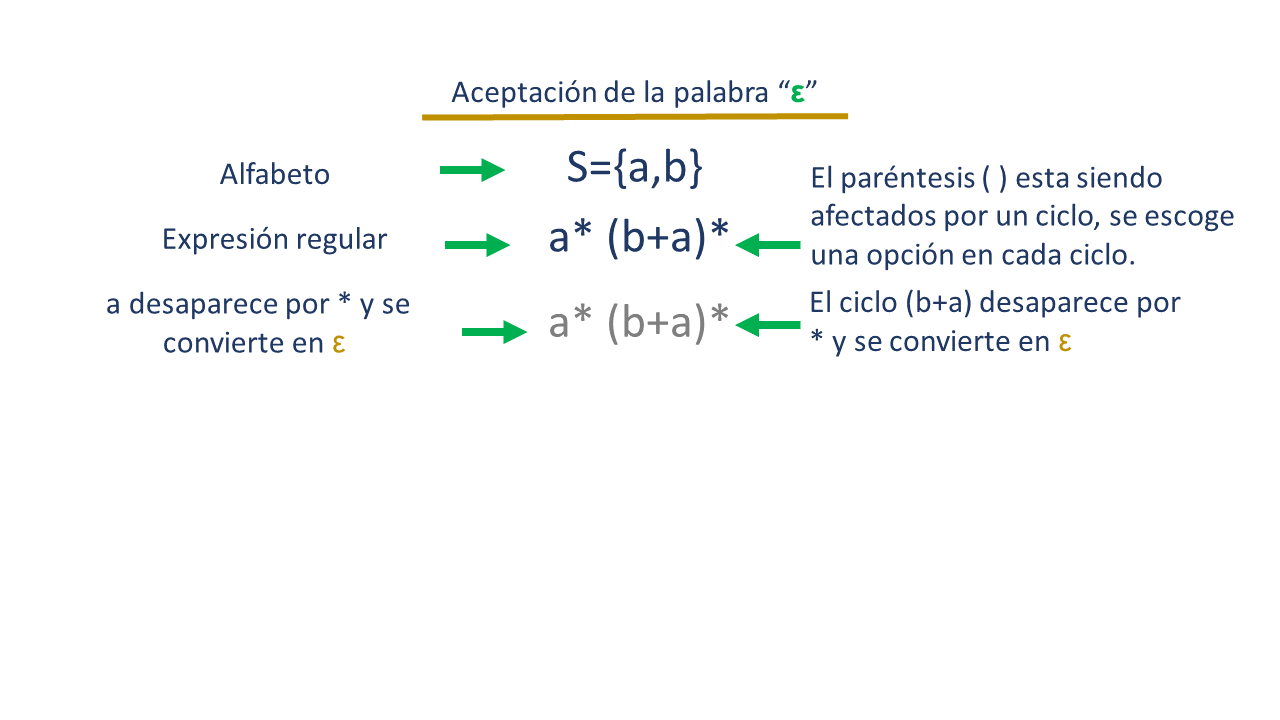 Aceptación de la palabra “ε”
Alfabeto
S={a,b}
El paréntesis ( ) esta siendo
afectados por un ciclo, se escoge
una opción en cada ciclo.
Expresión regular
a* (b+a)*
a desaparece por * y se
convierte en ε
a* (b+a)*
El ciclo (b+a) desaparece por
* y se convierte en ε